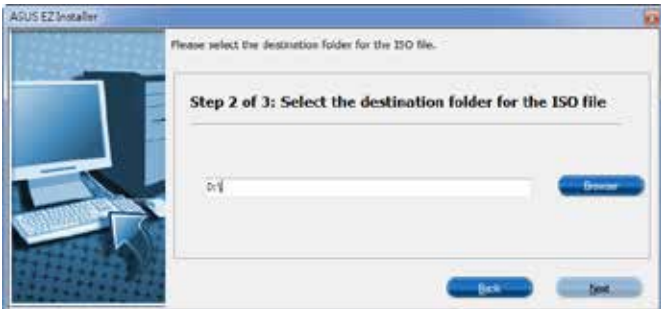 ASUS EZ Installer
Please select the destination folder for the ISO file.
Step 2 of 3: Select the destination folder for the ISO file
D:\
Browse
Back
Next